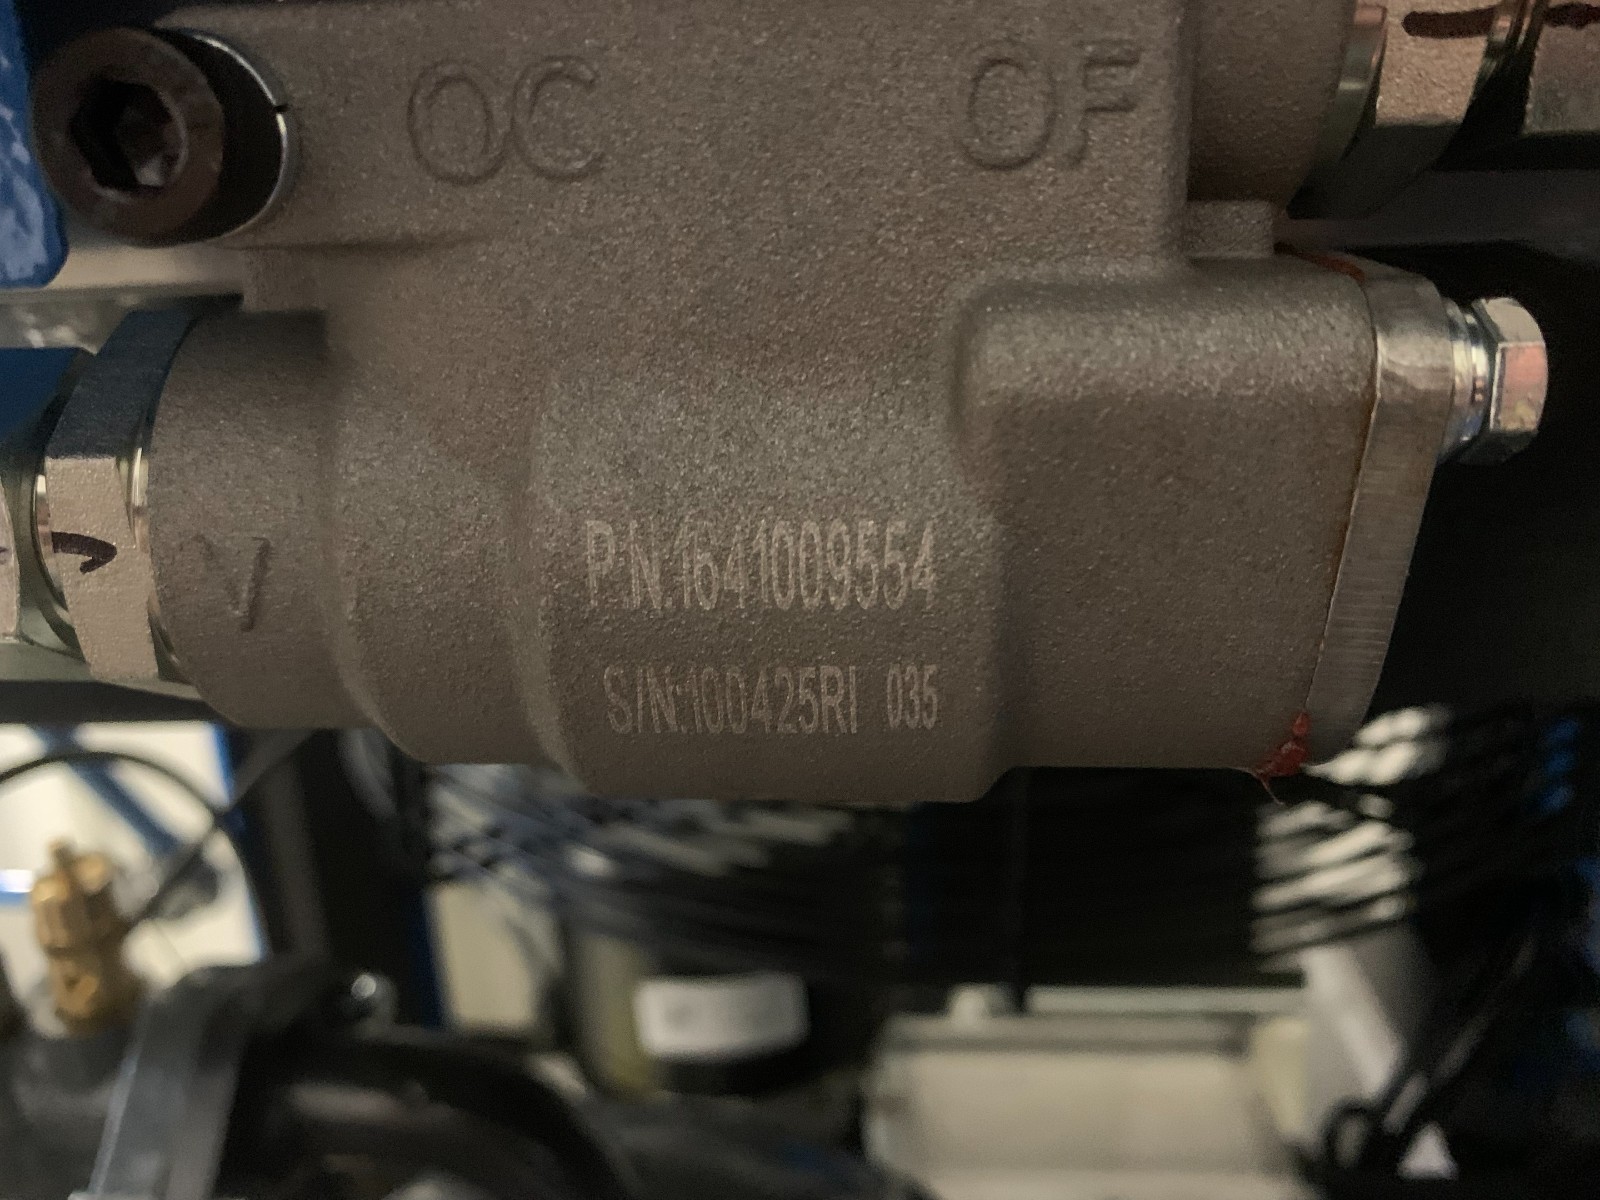 OC OF
V
P.N.1641009554
S/N:100425RI 035